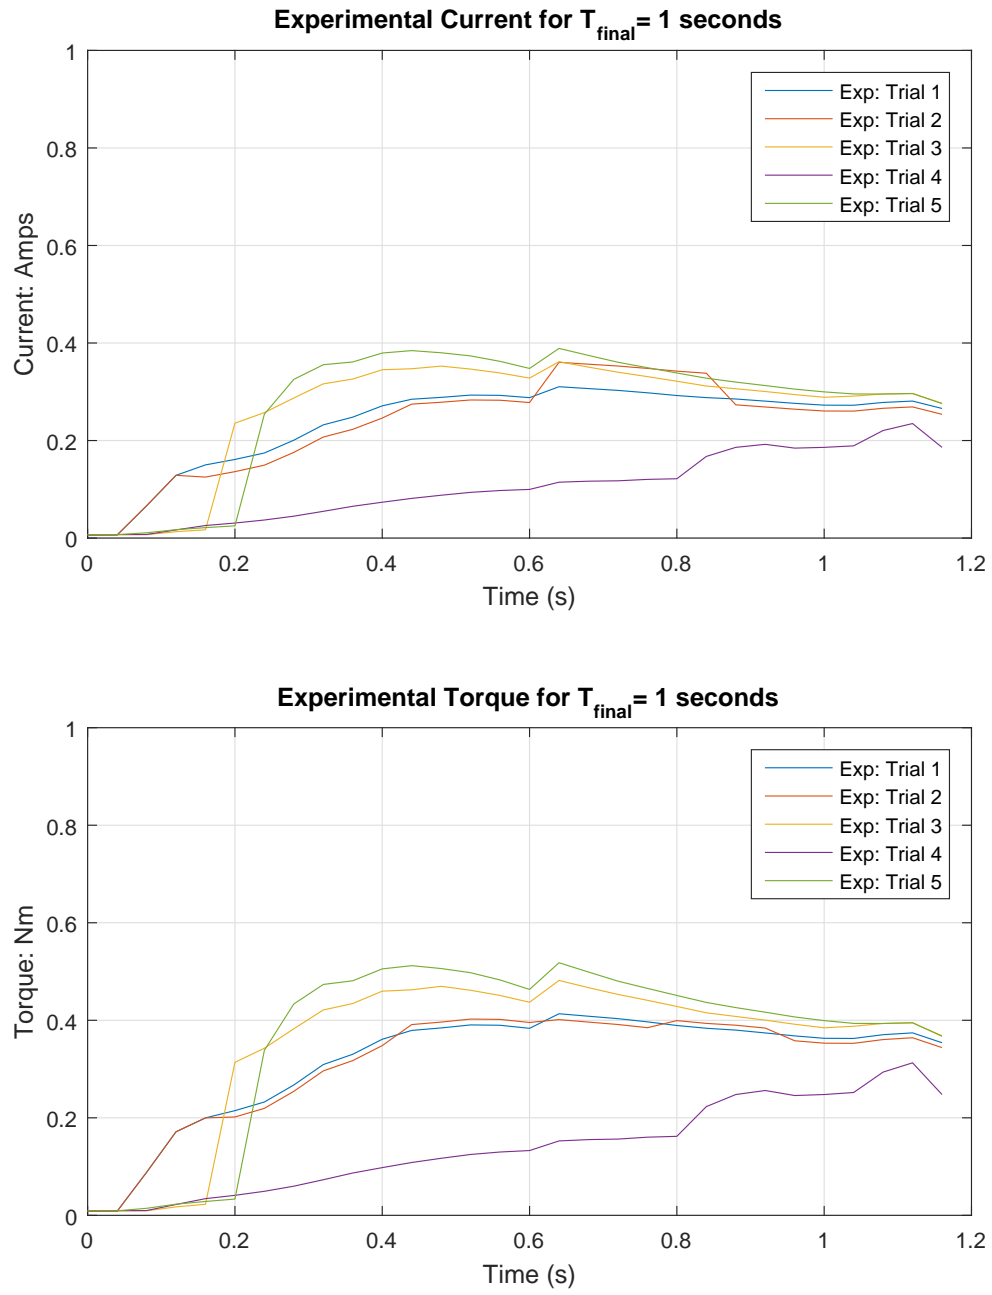 Experimental Current for T_final= 1 seconds
1
0.8
0.6
0.4
0.2
0
Current: Amps
Exp: Trial 1
Exp: Trial 2
Exp: Trial 3
Exp: Trial 4
Exp: Trial 5
0 0.2 0.4 0.6 0.8 1 1.2
Time (s)
Experimental Torque for T_final= 1 seconds
1
0.8
0.6
0.4
0.2
0
Torque: Nm
Exp: Trial 1
Exp: Trial 2
Exp: Trial 3
Exp: Trial 4
Exp: Trial 5
0 0.2 0.4 0.6 0.8 1 1.2
Time (s)